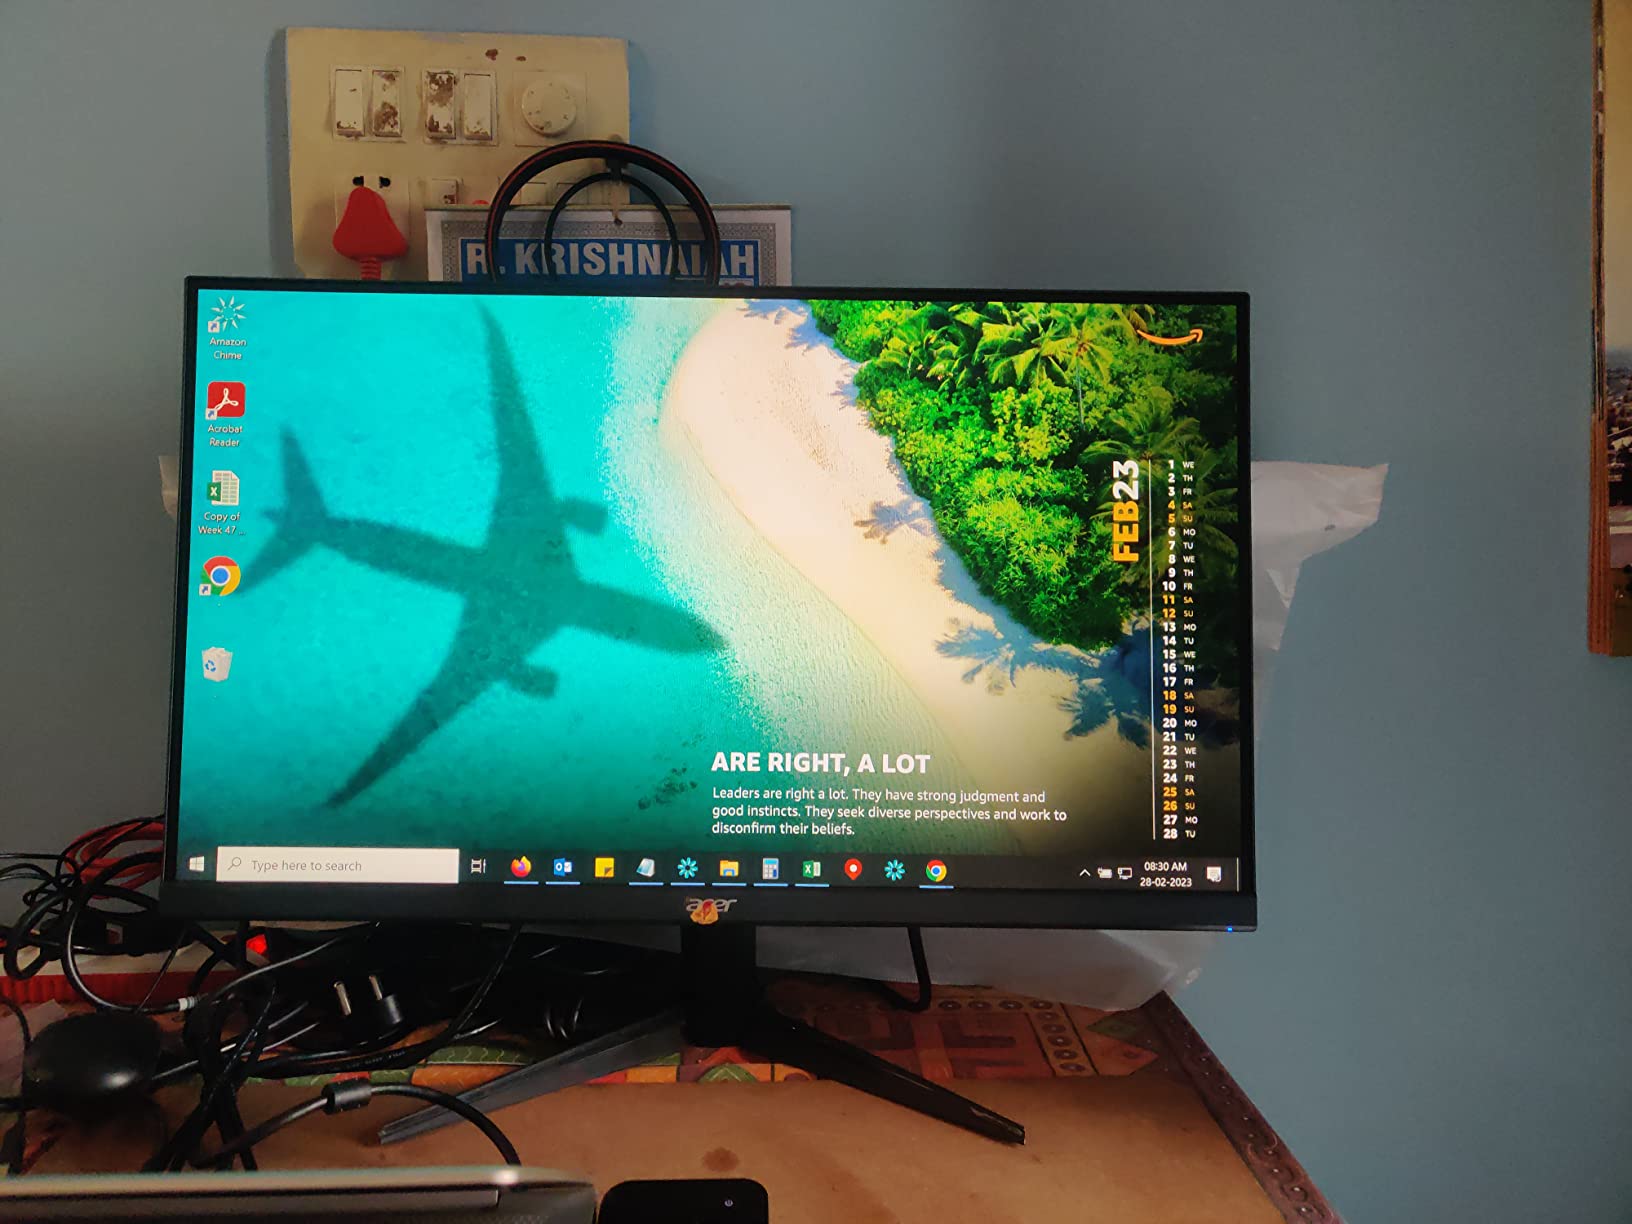 R. KRISHNAIAH
Amazon
Chime
Acrobat
Reader
Copy of
Week 47 ...
FEB23
1 WE
2 TH
3 FR
4 SA
5 SU
6 MO
7 TU
8 WE
9 TH
10 FR
11 SA
12 SU
13 MO
14 TU
15 WE
16 TH
17 FR
18 SA
19 SU
20 MO
21 TU
22 WE
23 TH
24 FR
25 SA
26 SU
27 MO
28 TU
ARE RIGHT, A LOT
Leaders are right a lot. They have strong judgment and
good instincts. They seek diverse perspectives and work to
disconfirm their beliefs.
Type here to search
08:30 AM
28-02-2023
acer